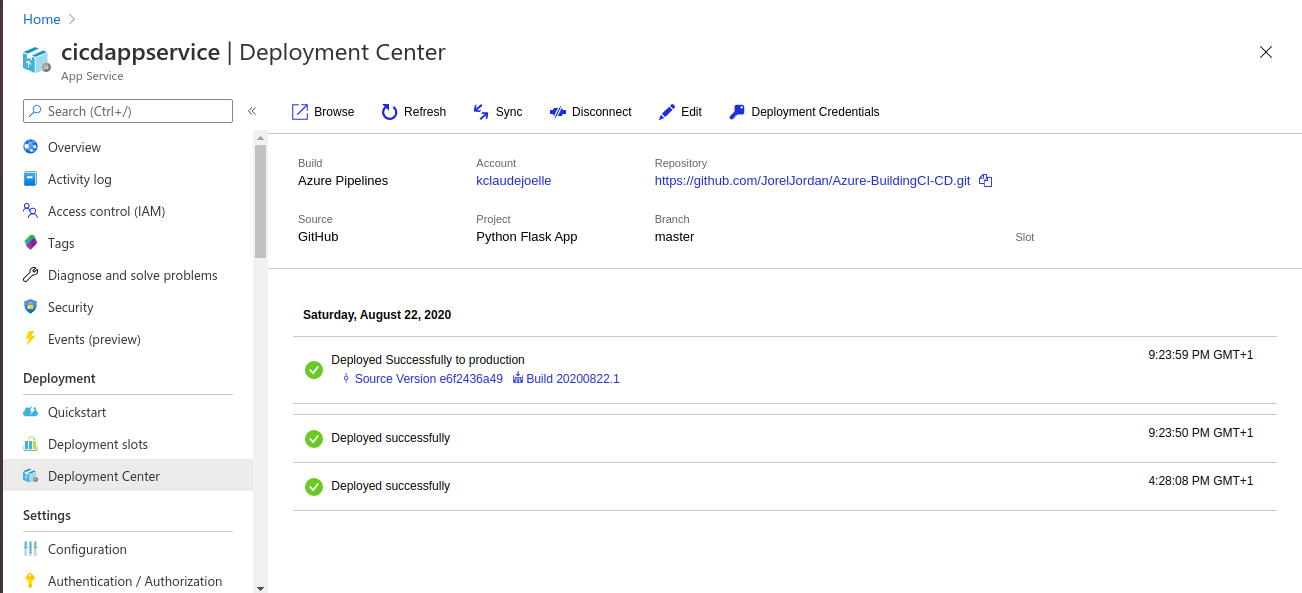 Home
cicdappservice | Deployment Center
App Service
Search (Ctrl+/)
Overview
Activity log
Access control (IAM)
Tags
Diagnose and solve problems
Security
Events (preview)
Deployment
Quickstart
Deployment slots
Deployment Center
Settings
Configuration
Authentication / Authorization
Browse Refresh Sync Disconnect Edit Deployment Credentials
Build Account Repository
Azure Pipelines kclaudejoelle https://github.com/JorelJordan/Azure-BuildingCI-CD.git
Source Project Branch
GitHub Python Flask App master Slot
Saturday, August 22, 2020
Deployed Successfully to production 9:23:59 PM GMT+1
Source Version e6f2436a49 Build 20200822.1
Deployed successfully 9:23:50 PM GMT+1
Deployed successfully 4:28:08 PM GMT+1